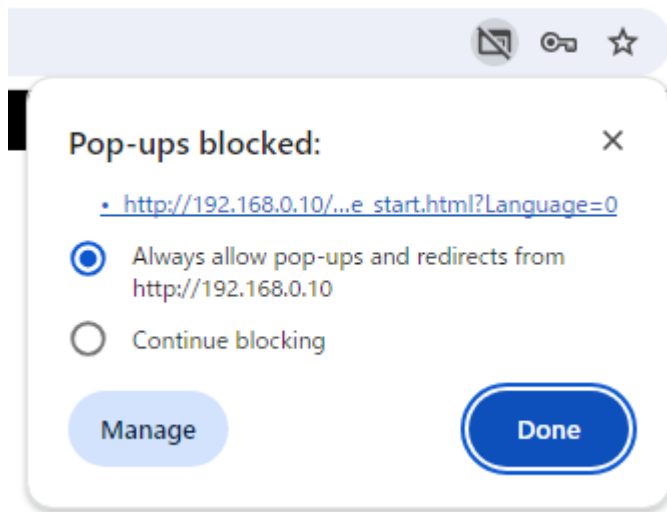 Pop-ups blocked:
• http://192.168.0.10/...e_start.html?Language=0
Always allow pop-ups and redirects from
http://192.168.0.10
Continue blocking
Manage
Done